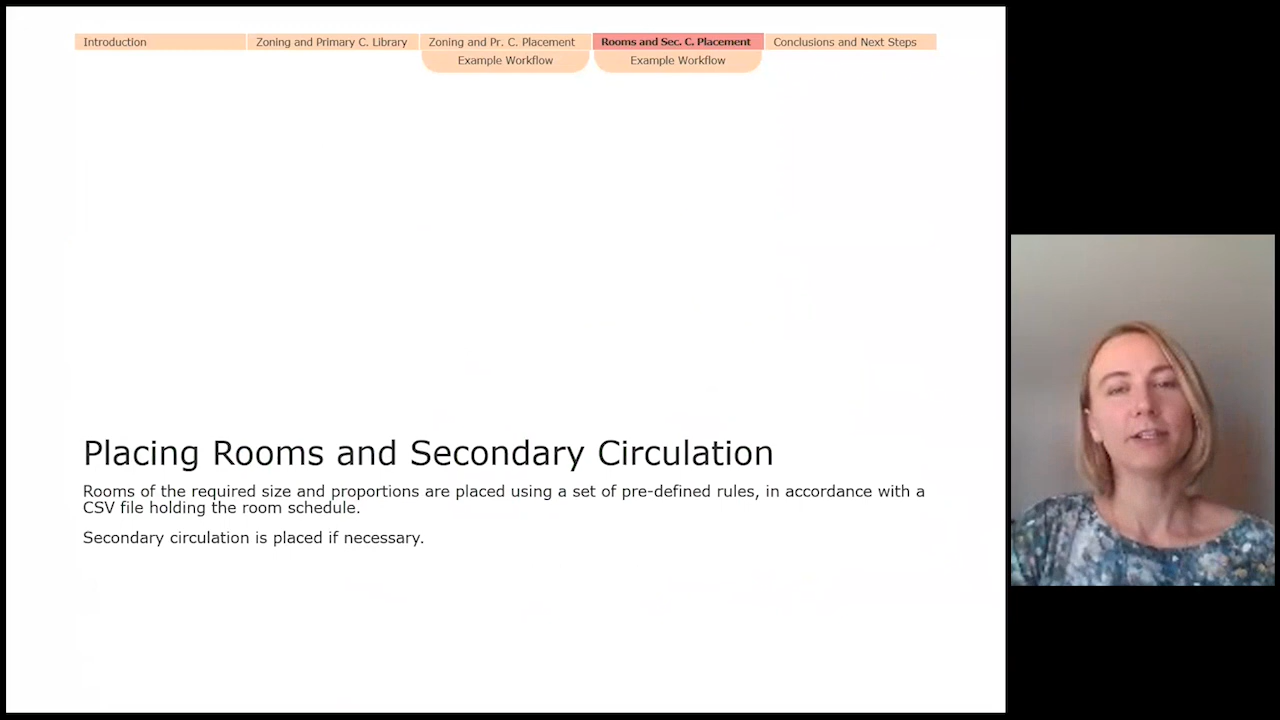 Introduction
Zoning and Primary C. Library
Zoning and Pr. C. Placement
Rooms and Sec. C. Placement
Conclusions and Next Steps
Example Workflow
Example Workflow
Placing Rooms and Secondary Circulation
Rooms of the required size and proportions are placed using a set of pre-defined rules, in accordance with a
CSV file holding the room schedule.
Secondary circulation is placed if necessary.